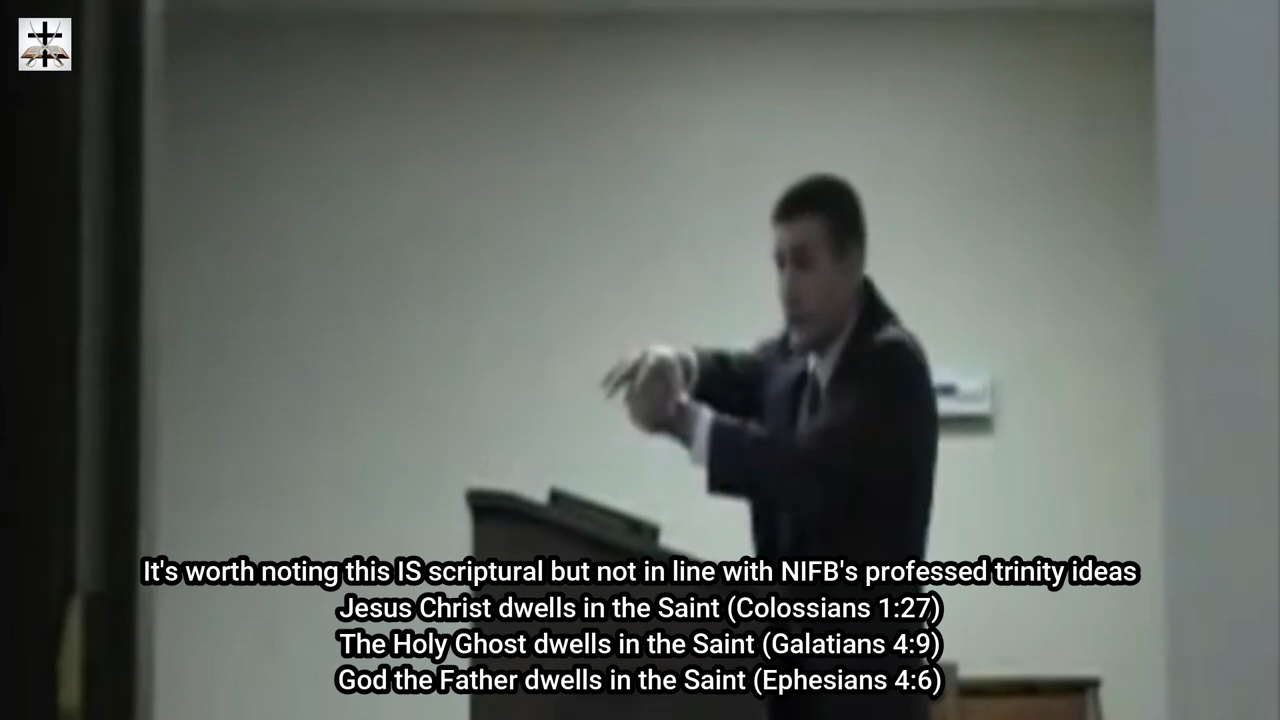 It's worth noting this IS scriptural but not in line with NIFB's professed trinity ideas
Jesus Christ dwells in the Saint (Colossians 1:27)
The Holy Ghost dwells in the Saint (Galatians 4:9)
God the Father dwells in the Saint (Ephesians 4:6)